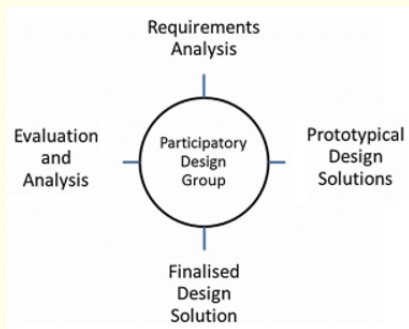 Requirements
Analysis
Evaluation
and
Analysis
Participatory
Design
Group
Prototypical
Design
Solutions
Finalised
Design
Solution